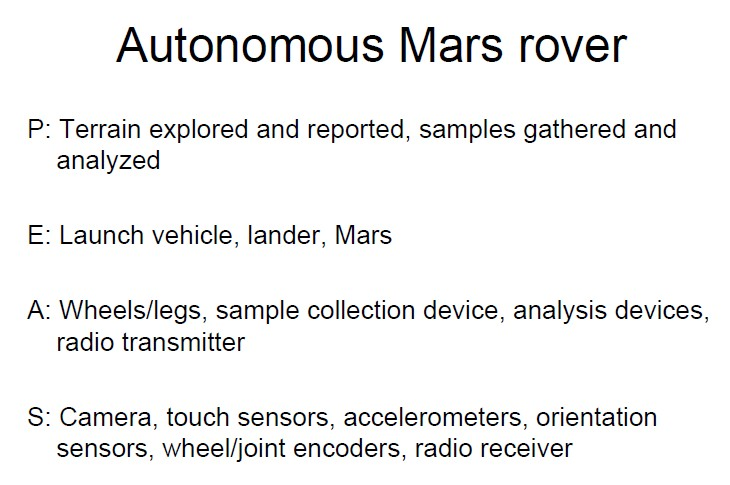 Autonomous Mars rover
P: Terrain explored and reported, samples gathered and
analyzed
E: Launch vehicle, lander, Mars
A: Wheels/legs, sample collection device, analysis devices,
radio transmitter
S: Camera, touch sensors, accelerometers, orientation
sensors, wheel/joint encoders, radio receiver